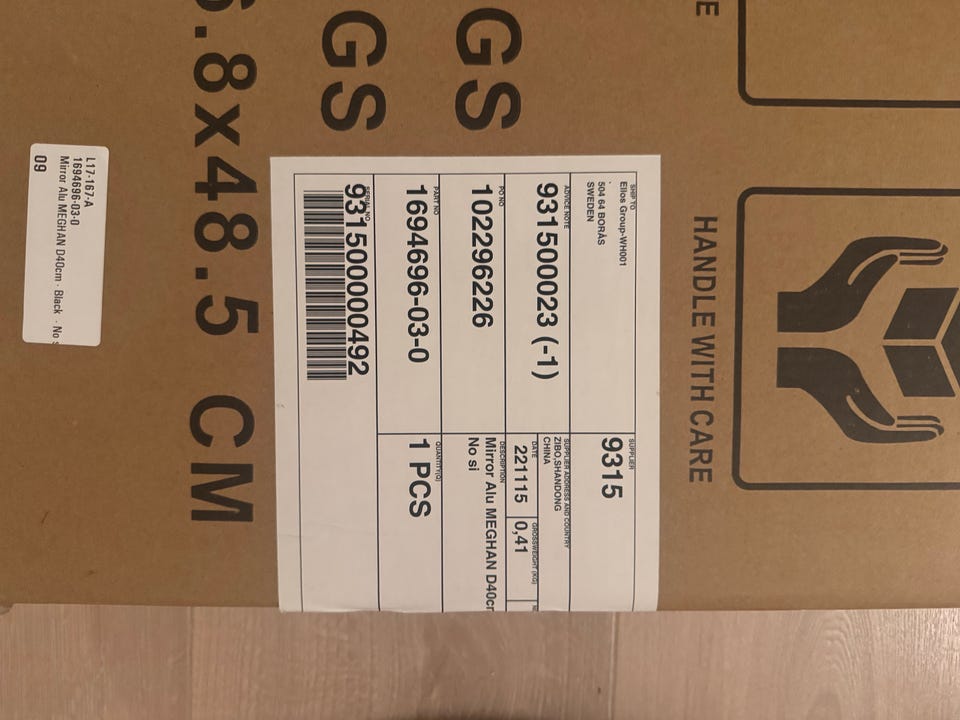 E
HANDLE WITH CARE
GS
GS
.8x48.5 CM
SHIP TO
Ellos Group-WH001
504 64 BORÅS
SWEDEN
SUPPLIER
9315
ADVICE NOTE
931500023 (-1)
SUPPLIER ADDRESS AND COUNTRY
ZIBO,SHANDONG
CHINA
DATE
221115
GROSSWEIGHT (KG)
0,41
PO NO
102296226
DESCRIPTION
Mirror Alu MEGHAN D40cm
No si
PART NO
1694696-03-0
QUANTITY(Q)
1 PCS
SERIAL NO
931500000492
L17-167-A
1694696-03-0
Mirror Alu MEGHAN D40cm - Black - No s
09